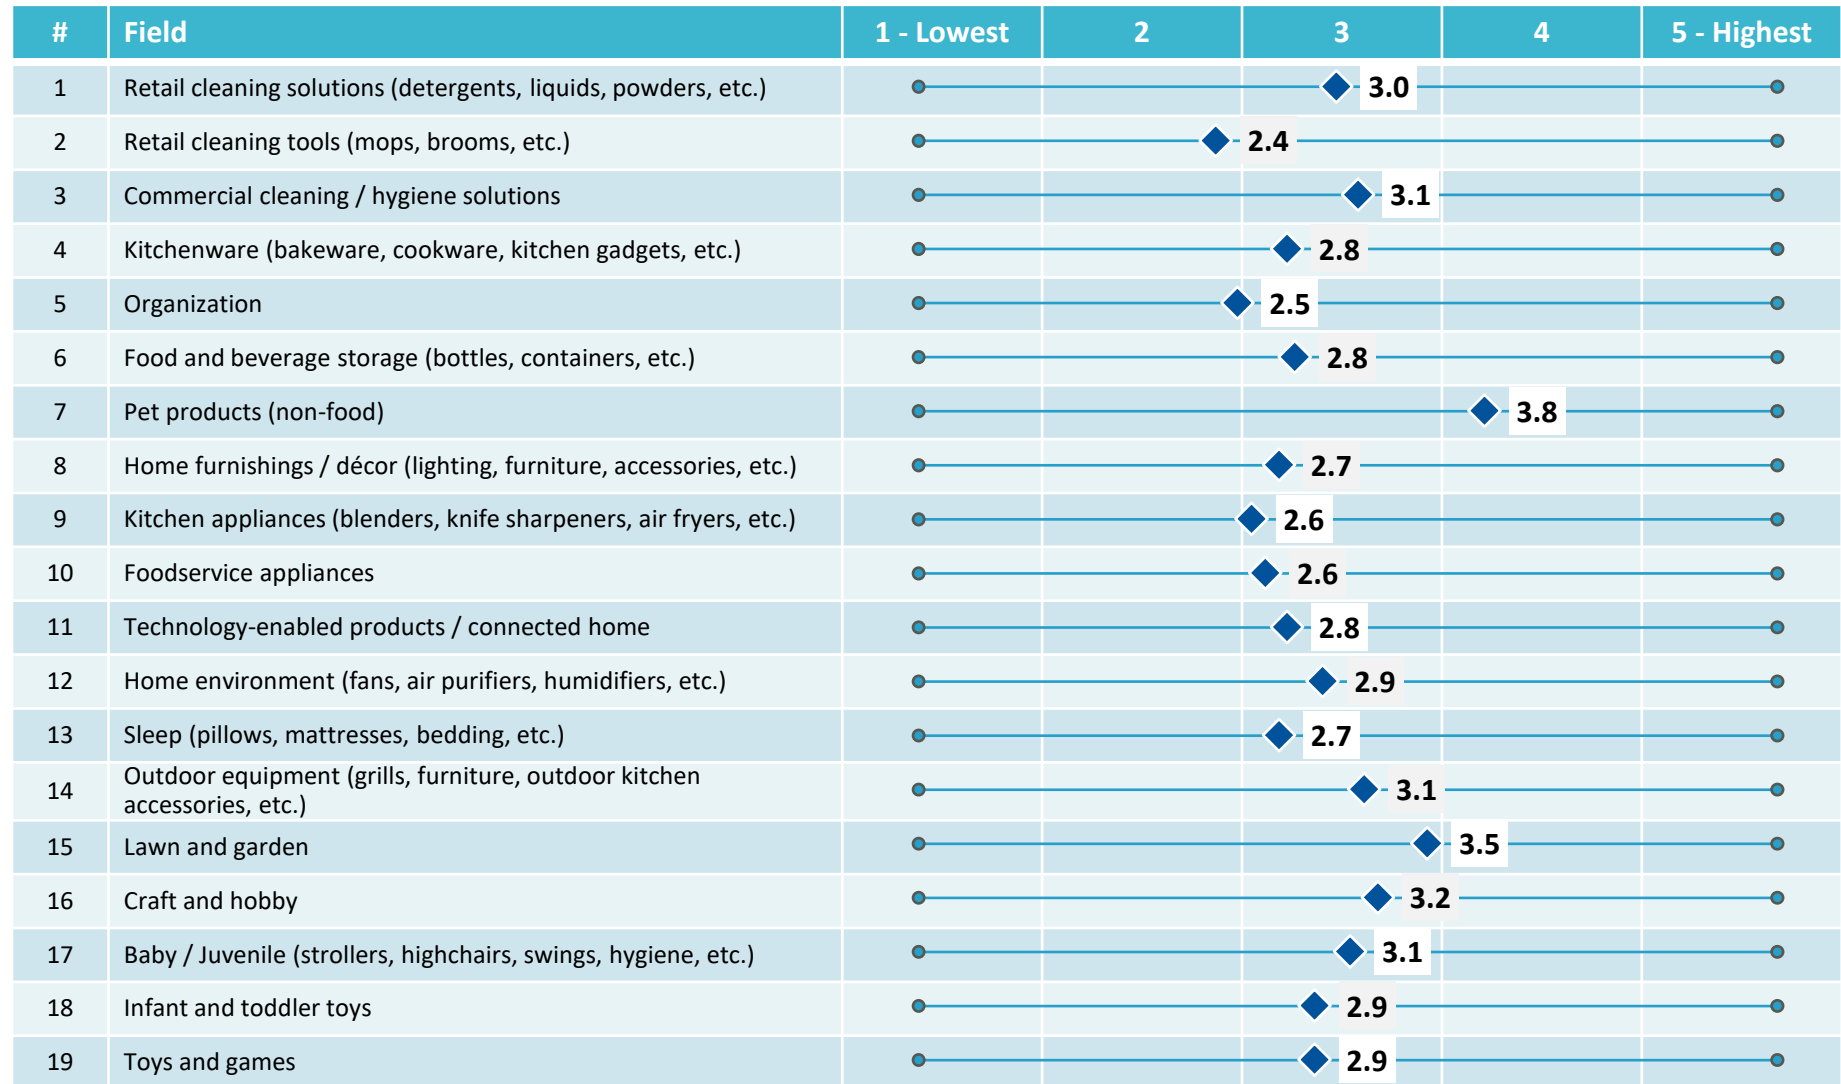 # Field 1 - Lowest 2 3 4 5 - Highest
1 Retail cleaning solutions (detergents, liquids, powders, etc.) 3.0
2 Retail cleaning tools (mops, brooms, etc.) 2.4
3 Commercial cleaning / hygiene solutions 3.1
4 Kitchenware (bakeware, cookware, kitchen gadgets, etc.) 2.8
5 Organization 2.5
6 Food and beverage storage (bottles, containers, etc.) 2.8
7 Pet products (non-food) 3.8
8 Home furnishings / décor (lighting, furniture, accessories, etc.) 2.7
9 Kitchen appliances (blenders, knife sharpeners, air fryers, etc.) 2.6
10 Foodservice appliances 2.6
11 Technology-enabled products / connected home 2.8
12 Home environment (fans, air purifiers, humidifiers, etc.) 2.9
13 Sleep (pillows, mattresses, bedding, etc.) 2.7
14 Outdoor equipment (grills, furniture, outdoor kitchen
accessories, etc.) 3.1
15 Lawn and garden 3.5
16 Craft and hobby 3.2
17 Baby / Juvenile (strollers, highchairs, swings, hygiene, etc.) 3.1
18 Infant and toddler toys 2.9
19 Toys and games 2.9